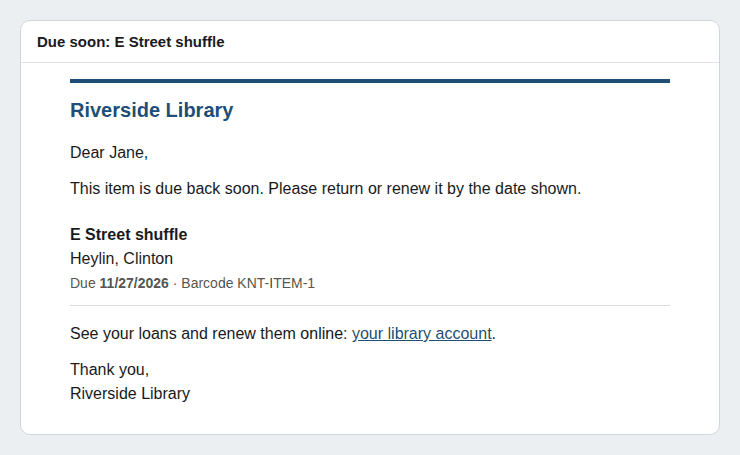 Due soon: E Street shuffle
Riverside Library
Dear Jane,
This item is due back soon. Please return or renew it by the date shown.
E Street shuffle
Heylin, Clinton
Due 11/27/2026 · Barcode KNT-ITEM-1
See your loans and renew them online: your library account.
Thank you,
Riverside Library